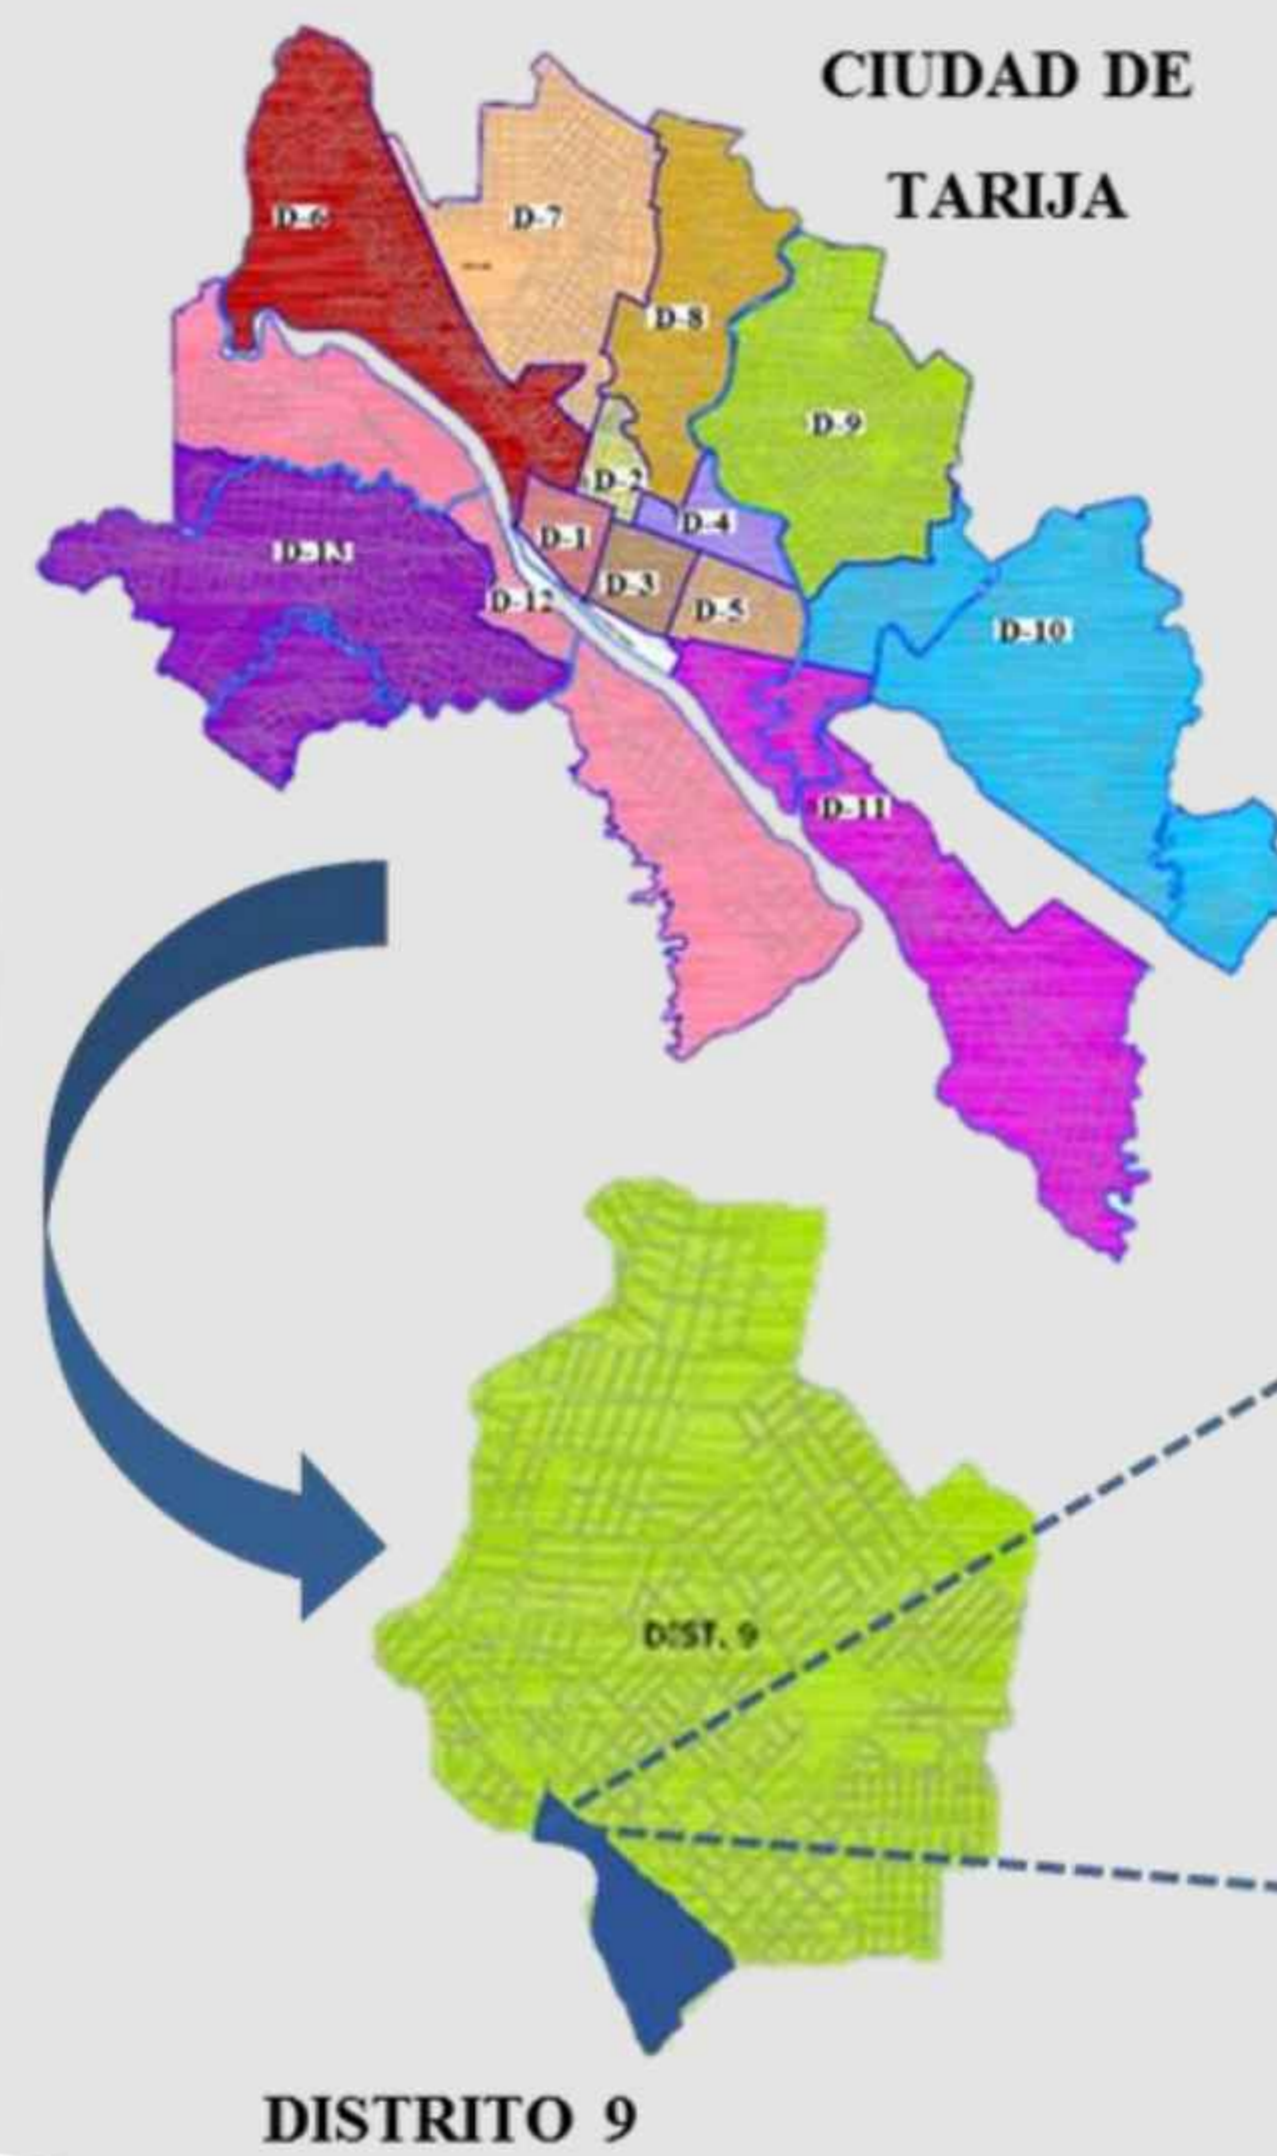 CIUDAD DE
TARIJA
D-6
D-7
D-8
D-9
D-2
D-4
D-1
D-13
D-3
D-12
D-5
D-10
D-11
DIST. 9
DISTRITO 9